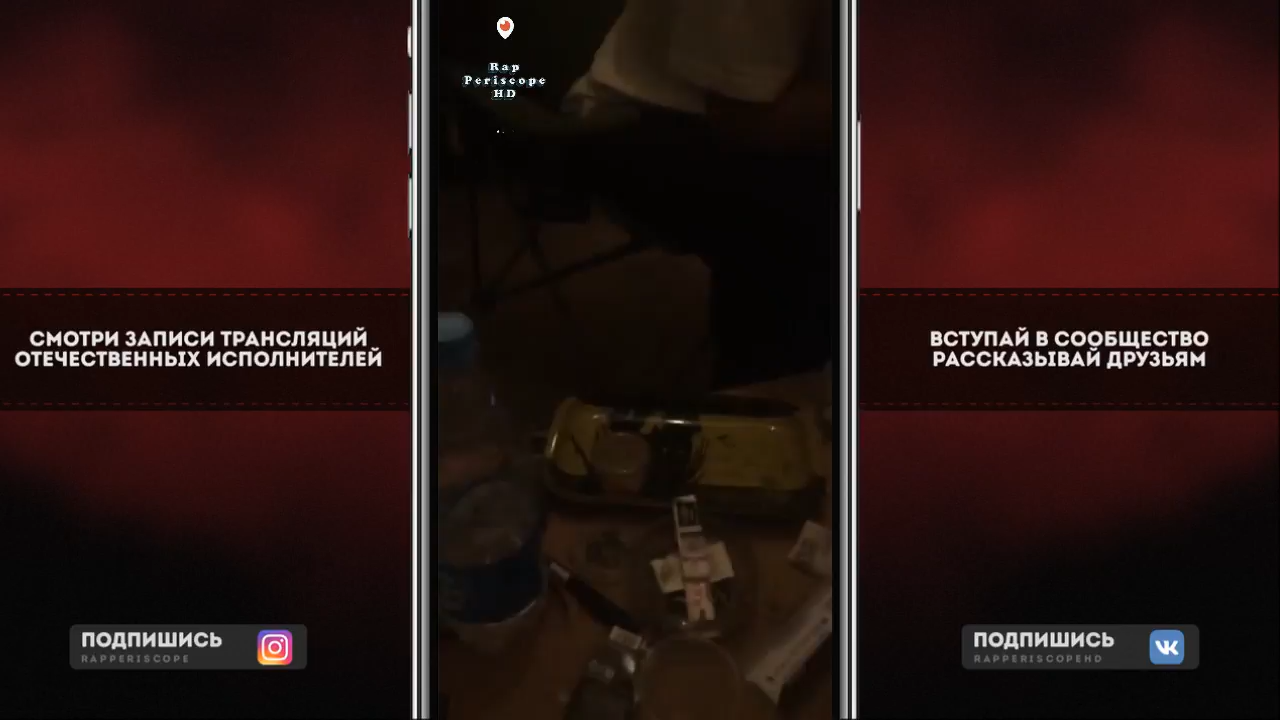 Rap
Periscope
HD
СМОТРИ ЗАПИСИ ТРАНСЛЯЦИЙ
ОТЕЧЕСТВЕННЫХ ИСПОЛНИТЕЛЕЙ
ВСТУПАЙ В СООБЩЕСТВО
РАССКАЗЫВАЙ ДРУЗЬЯМ
ПОДПИШИСЬ
RAPPERISCOPE
ПОДПИШИСЬ
RAPPERISCOPEHD